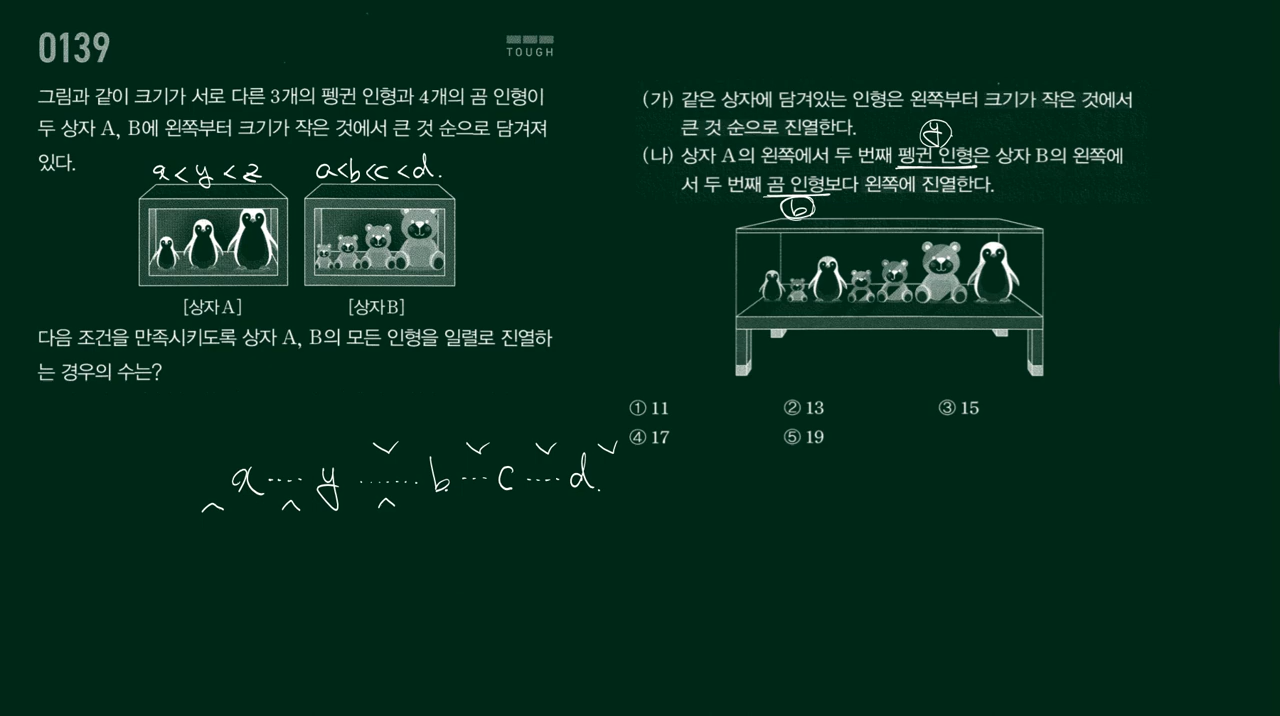 0139
TOUGH
그림과 같이 크기가 서로 다른 3개의 펭귄 인형과 4개의 곰 인형이
두 상자 A, B에 왼쪽부터 크기가 작은 것에서 큰 것 순으로 담겨져
있다.
x<y<z
a<b<c<d.
[상자 A]
[상자 B]
다음 조건을 만족시키도록 상자 A, B의 모든 인형을 일렬로 진열하
는 경우의 수는?
(가) 같은 상자에 담겨있는 인형은 왼쪽부터 크기가 작은 것에서
큰 것 순으로 진열한다.
y
(나) 상자 A의 왼쪽에서 두 번째 펭귄 인형은 상자 B의 왼쪽에
서 두 번째 곰 인형보다 왼쪽에 진열한다.
b
① 11
② 13
③ 15
④ 17
⑤ 19
x ···· y ······· b ··· c ···· d.